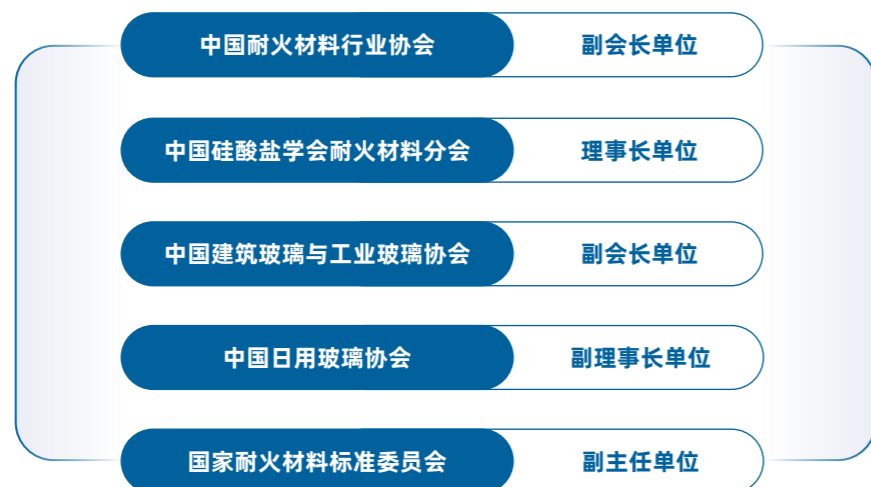 中国耐火材料行业协会 副会长单位
中国硅酸盐学会耐火材料分会 理事长单位
中国建筑玻璃与工业玻璃协会 副会长单位
中国日用玻璃协会 副理事长单位
国家耐火材料标准委员会 副主任单位